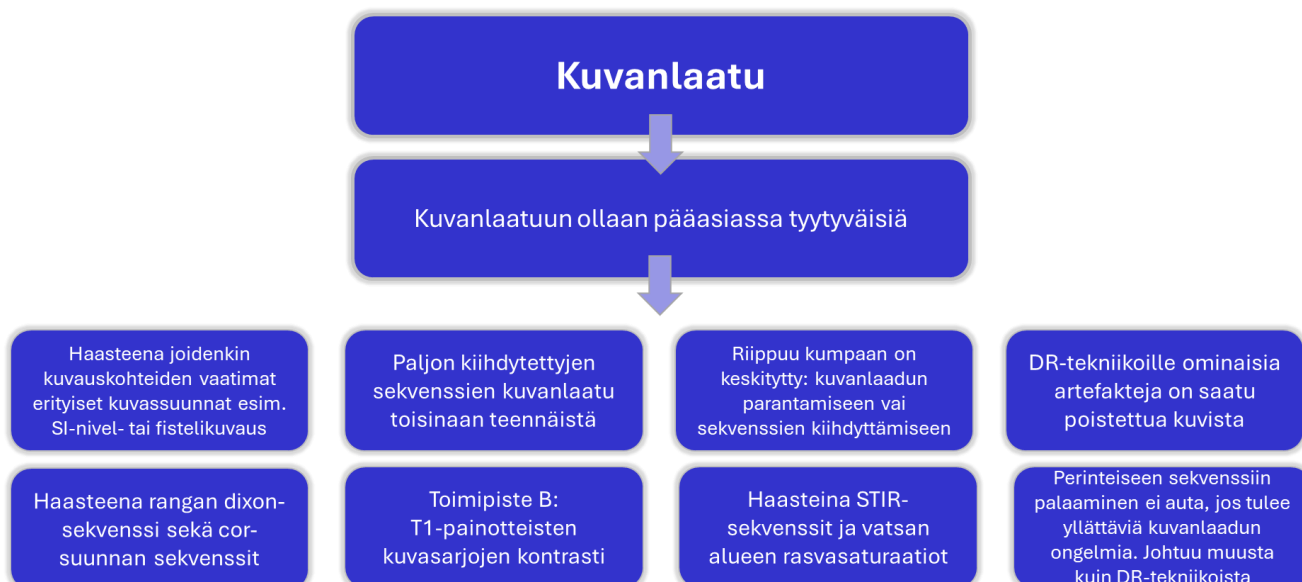 Kuvanlaatu
Kuvanlaatuun ollaan pääasiassa tyytyväisiä
Haasteena joidenkin
kuvauskohteiden vaatimat
erityiset kuvassuunnat esim.
SI-nivel- tai fistelikuvaus
Paljon kiihdytettyjen
sekvenssien kuvanlaatu
toisinaan teennäistä
Riippuu kumpaan on
keskitytty: kuvanlaadun
parantamiseen vai
sekvenssien kiihdyttämiseen
DR-tekniikoille ominaisia
artefakteja on saatu
poistettua kuvista
Haasteena rangan dixon-
sekvenssi sekä cor-
suunnan sekvenssit
Toimipiste B:
T1-painotteisten
kuvasarjojen kontrasti
Haasteina STIR-
sekvenssit ja vatsan
alueen rasvasaturaatiot
Perinteiseen sekvenssiin
palaaminen ei auta, jos tulee
yllättäviä kuvanlaadun
ongelmia. Johtuu muusta
kuin DR-tekniikoista